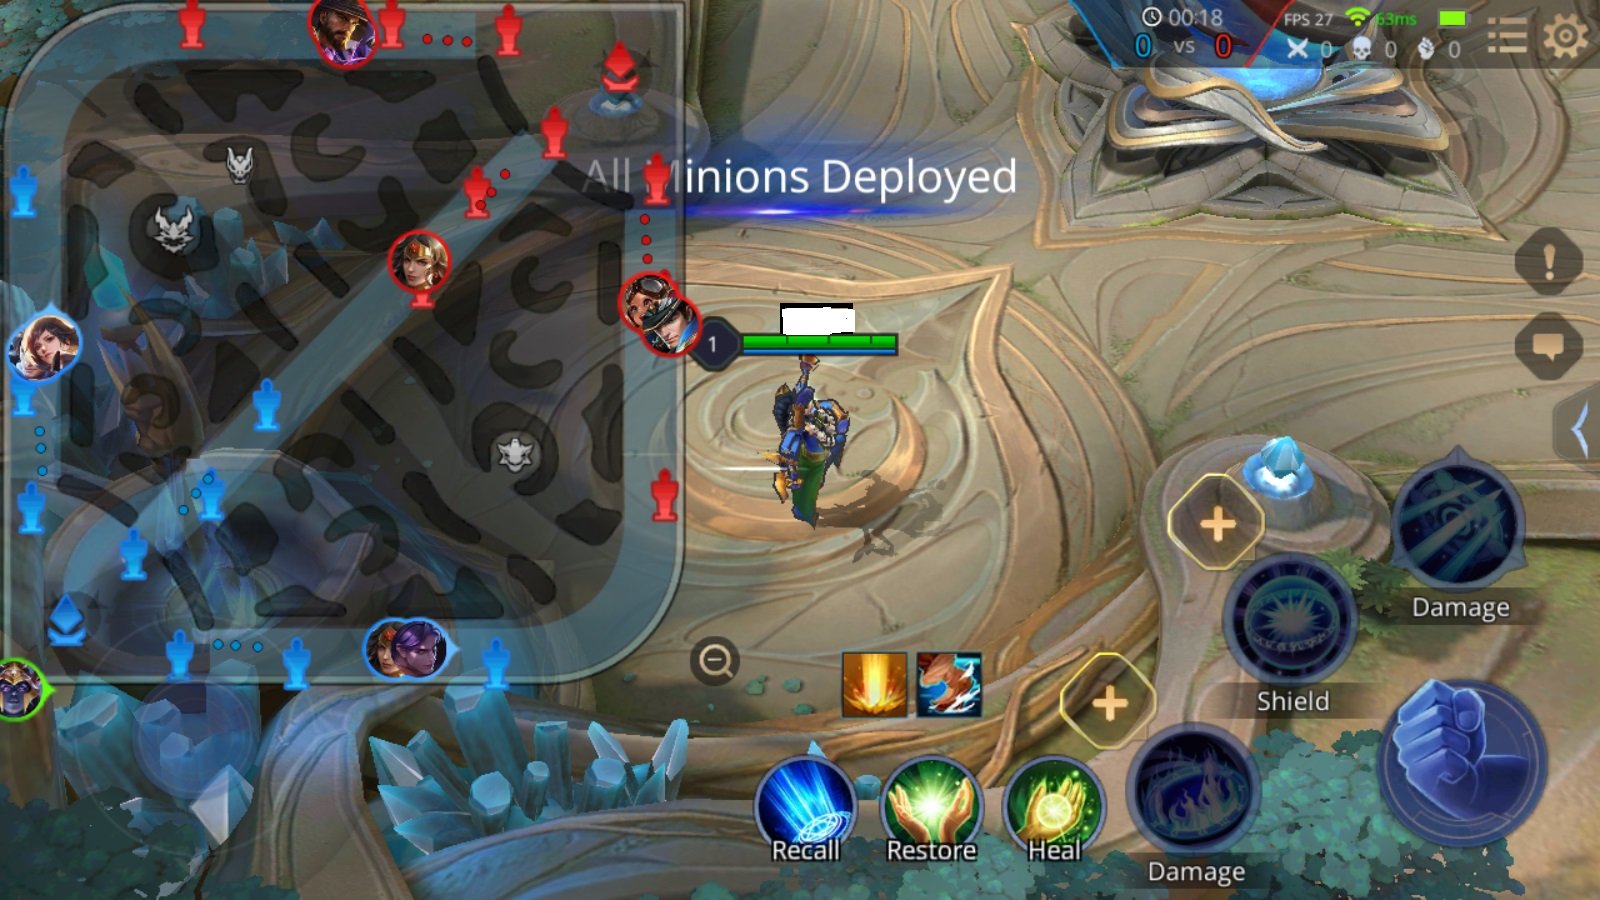 00:18
FPS 27
63ms
0 vs 0
0
0
0
All Minions Deployed
1
Damage
Shield
Recall
Restore
Heal
Damage